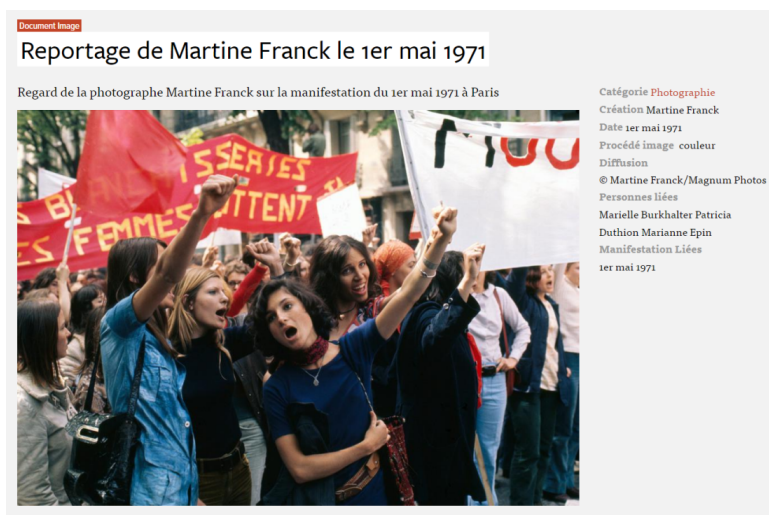 Document Image
Reportage de Martine Franck le 1er mai 1971
Regard de la photographe Martine Franck sur la manifestation du 1er mai 1971 à Paris
Catégorie Photographie
Création Martine Franck
Date 1er mai 1971
Procédé image couleur
Diffusion
© Martine Franck/Magnum Photos
Personnes liées
Marielle Burkhalter Patricia
Duthion Marianne Epin
Manifestation Liées
1er mai 1971
BLANCHISSERIES
FEMMES